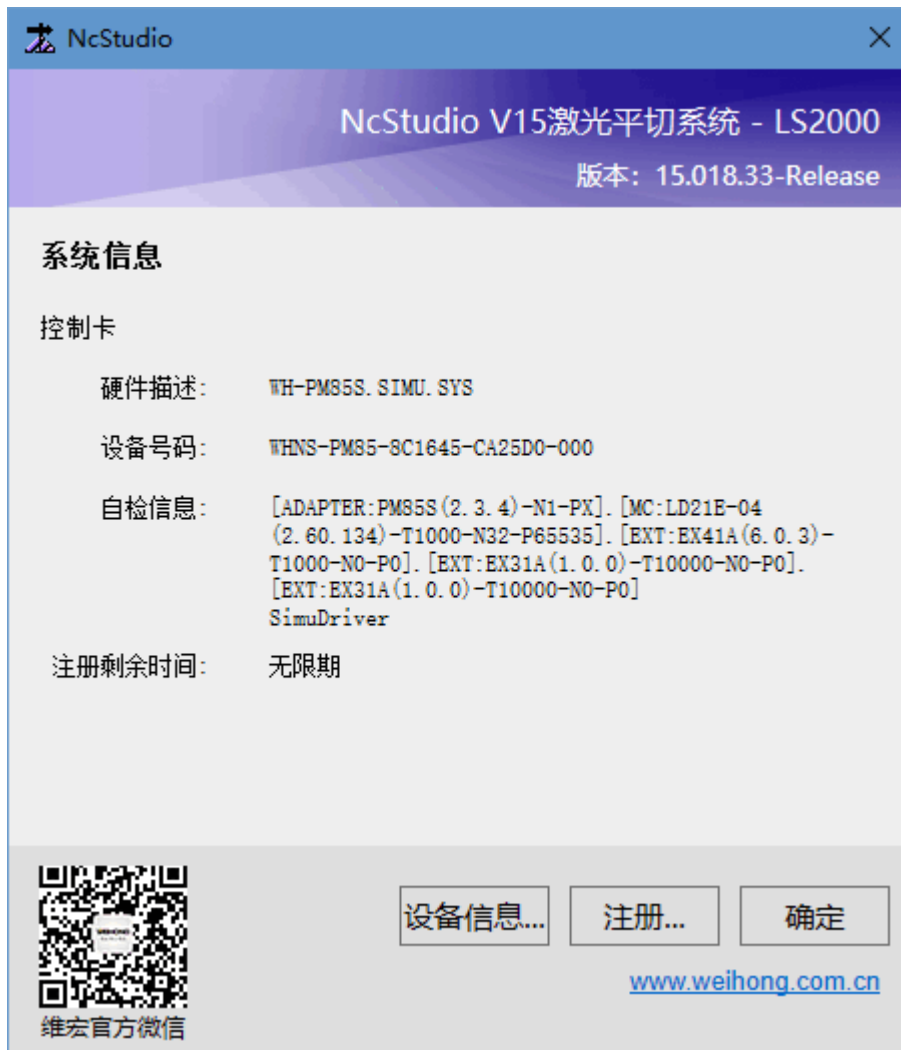 NcStudio
NcStudio V15激光平切系统 - LS2000
版本：15.018.33-Release
系统信息
控制卡
硬件描述： WH-PM85S.SIMU.SYS
设备号码： WHNS-PM85-8C1645-CA25D0-000
自检信息： [ADAPTER:PM85S(2.3.4)-N1-PX].[MC:LD21E-04
(2.60.134)-T1000-N32-P65535].[EXT:EX41A(6.0.3)-
T1000-N0-P0].[EXT:EX31A(1.0.0)-T10000-N0-P0].
[EXT:EX31A(1.0.0)-T10000-N0-P0]
SimuDriver
注册剩余时间： 无限期
WEIHONG
设备信息... 注册... 确定
www.weihong.com.cn
维宏官方微信